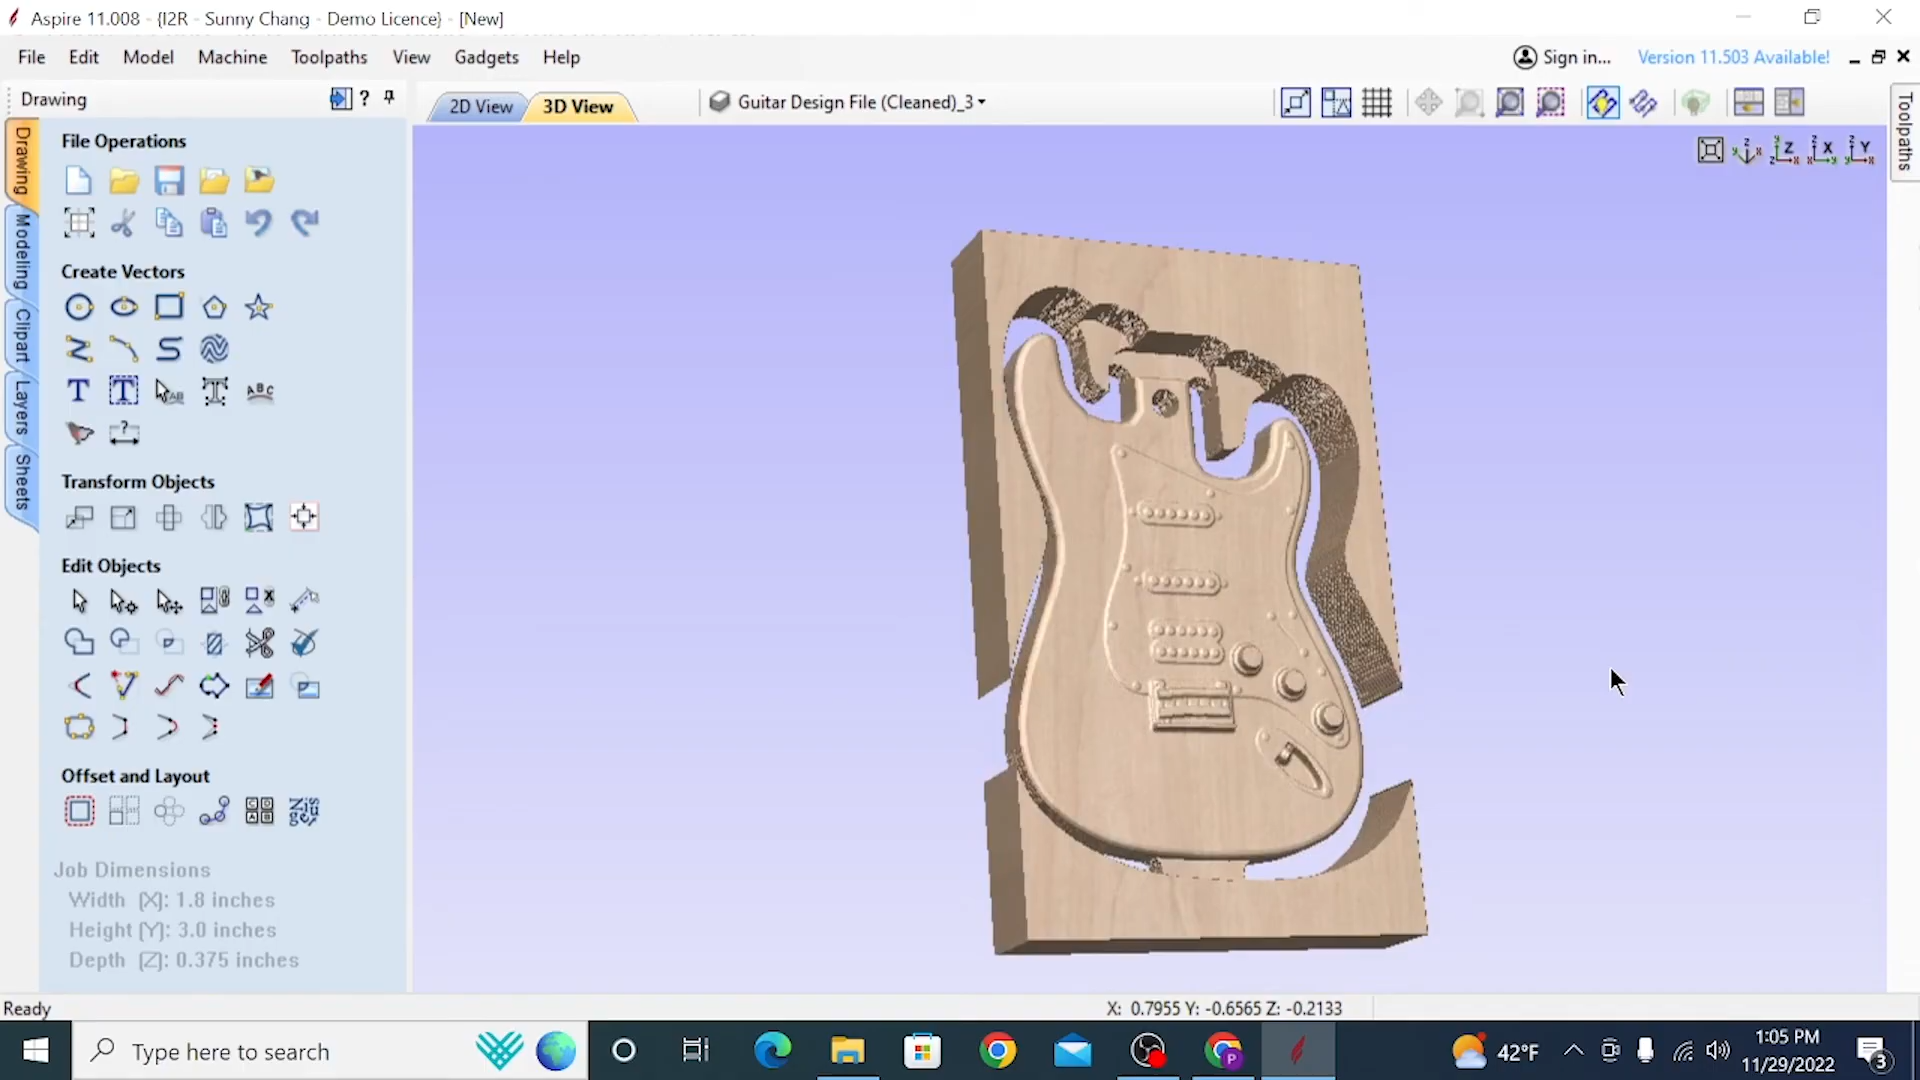 Aspire 11.008 - {I2R - Sunny Chang - Demo Licence} - [New]
File Edit Model Machine Toolpaths View Gadgets Help
Sign in... Version 11.503 Available!
Drawing
2D View 3D View
Guitar Design File (Cleaned)_3
Toolpaths
Drawing
Modeling
Clipart
Layers
Sheets
File Operations
Create Vectors
Transform Objects
Edit Objects
Offset and Layout
Job Dimensions
Width (X): 1.8 inches
Height (Y): 3.0 inches
Depth (Z): 0.375 inches
Ready
X: 0.7955 Y: -0.6565 Z: -0.2133
Type here to search
42°F
1:05 PM
11/29/2022
3